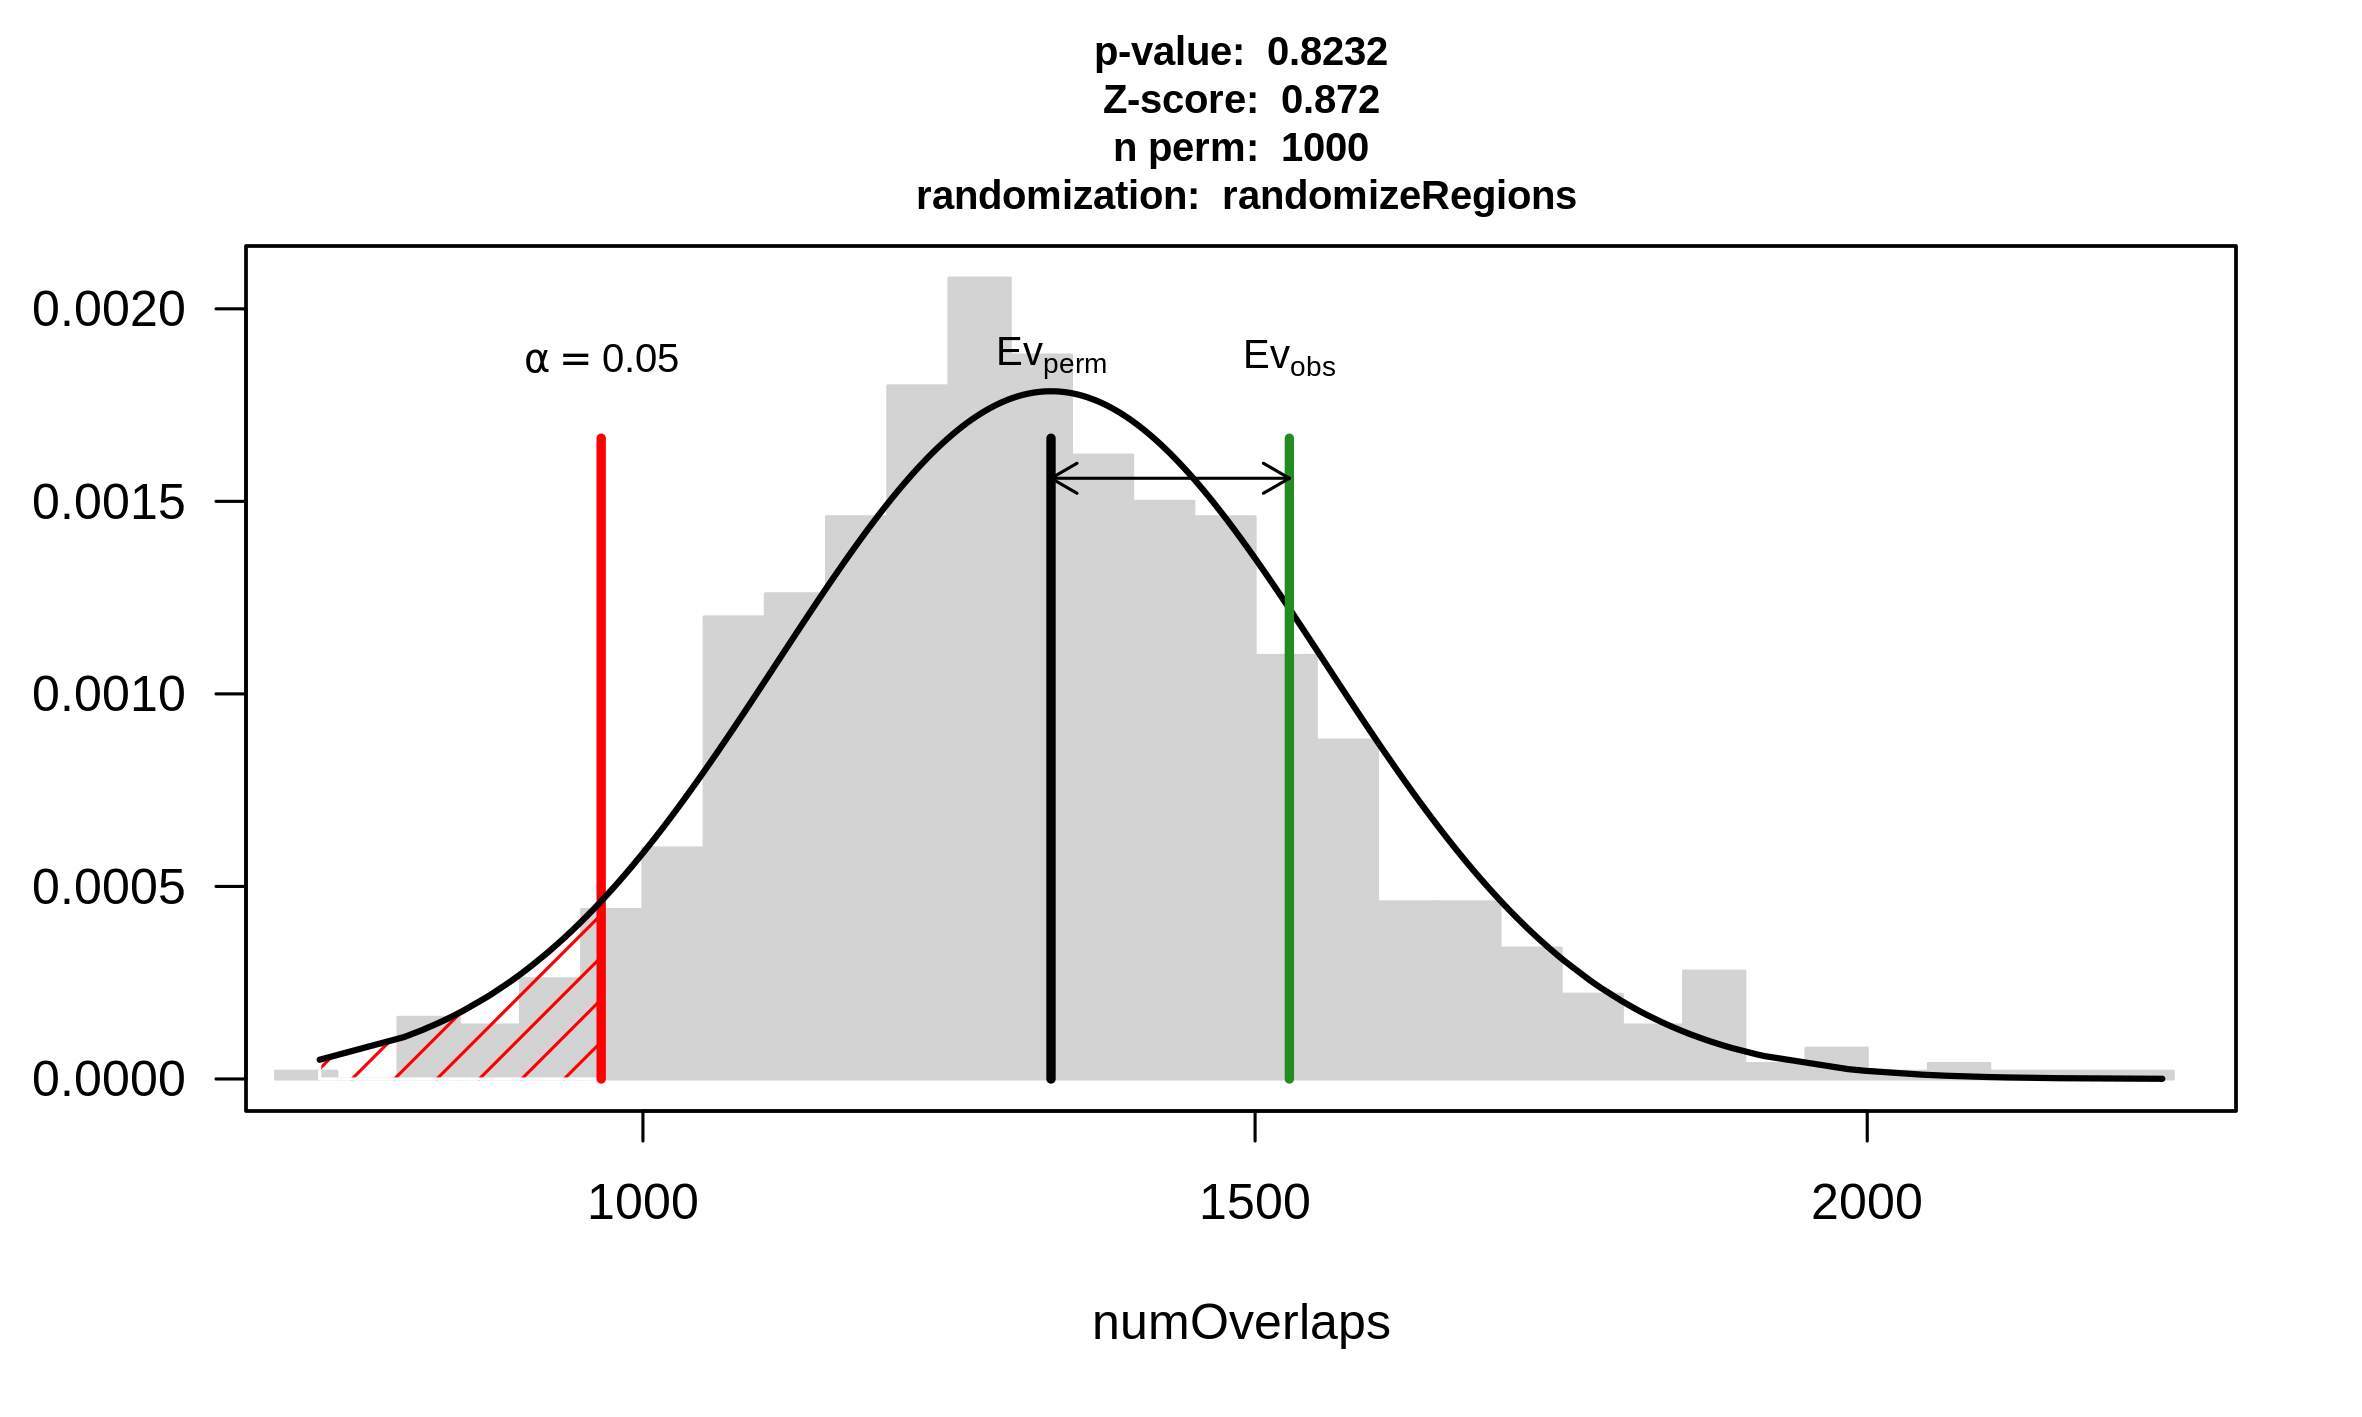 p-value: 0.8232
Z-score: 0.872
n perm: 1000
randomization: randomizeRegions
0.0020
α = 0.05
Evperm
Evobs
0.0015
0.0010
0.0005
0.0000
1000
1500
2000
numOverlaps